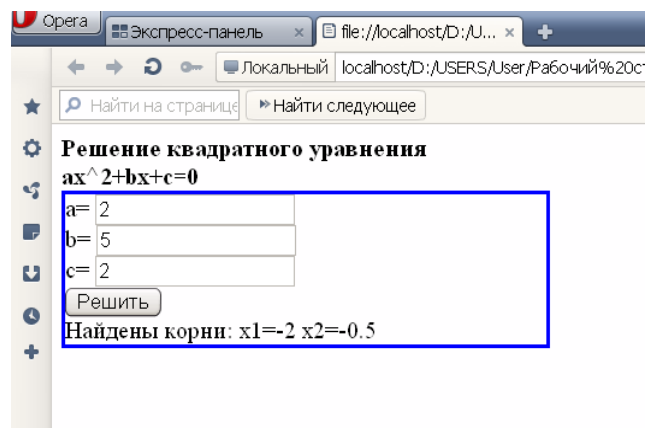 Opera
Экспресс-панель × file://localhost/D:/U... × +
Локальный localhost/D:/USERS/User/Рабочий%20ст
Найти на странице Найти следующее
Решение квадратного уравнения
ax^2+bx+c=0
a= 2
b= 5
c= 2
Решить
Найдены корни: x1=-2 x2=-0.5